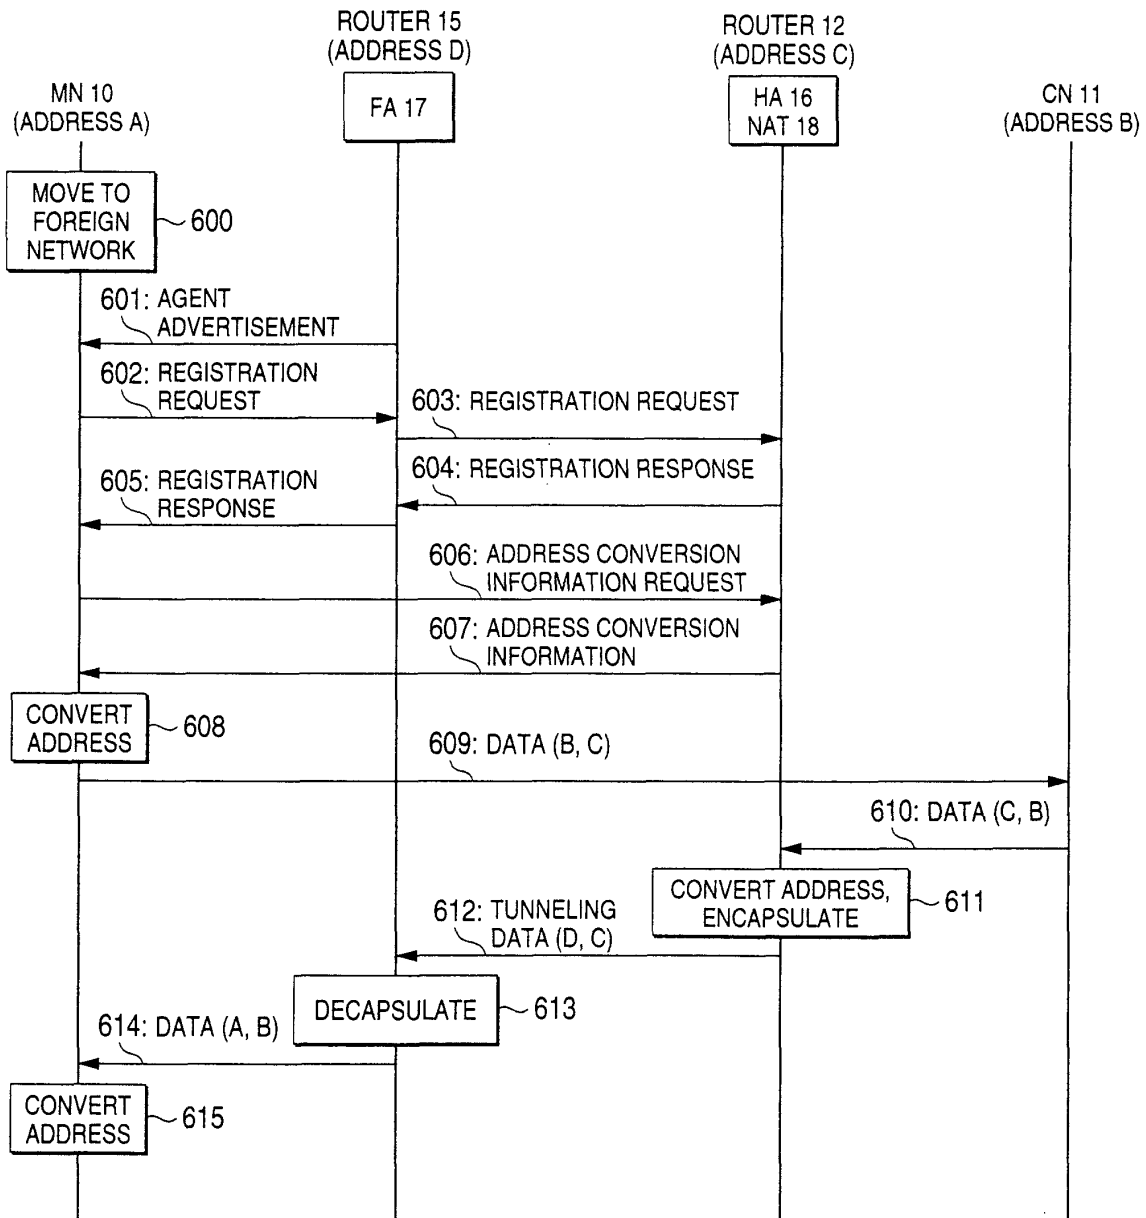 ROUTER 15
(ADDRESS D)
ROUTER 12
(ADDRESS C)
MN 10
(ADDRESS A)
FA 17
HA 16
NAT 18
CN 11
(ADDRESS B)
MOVE TO
FOREIGN
NETWORK
600
601: AGENT
ADVERTISEMENT
602: REGISTRATION
REQUEST
603: REGISTRATION REQUEST
604: REGISTRATION RESPONSE
605: REGISTRATION
RESPONSE
606: ADDRESS CONVERSION
INFORMATION REQUEST
607: ADDRESS CONVERSION
INFORMATION
CONVERT
ADDRESS
608
609: DATA (B, C)
610: DATA (C, B)
CONVERT ADDRESS,
ENCAPSULATE
611
612: TUNNELING
DATA (D, C)
DECAPSULATE
613
614: DATA (A, B)
CONVERT
ADDRESS
615